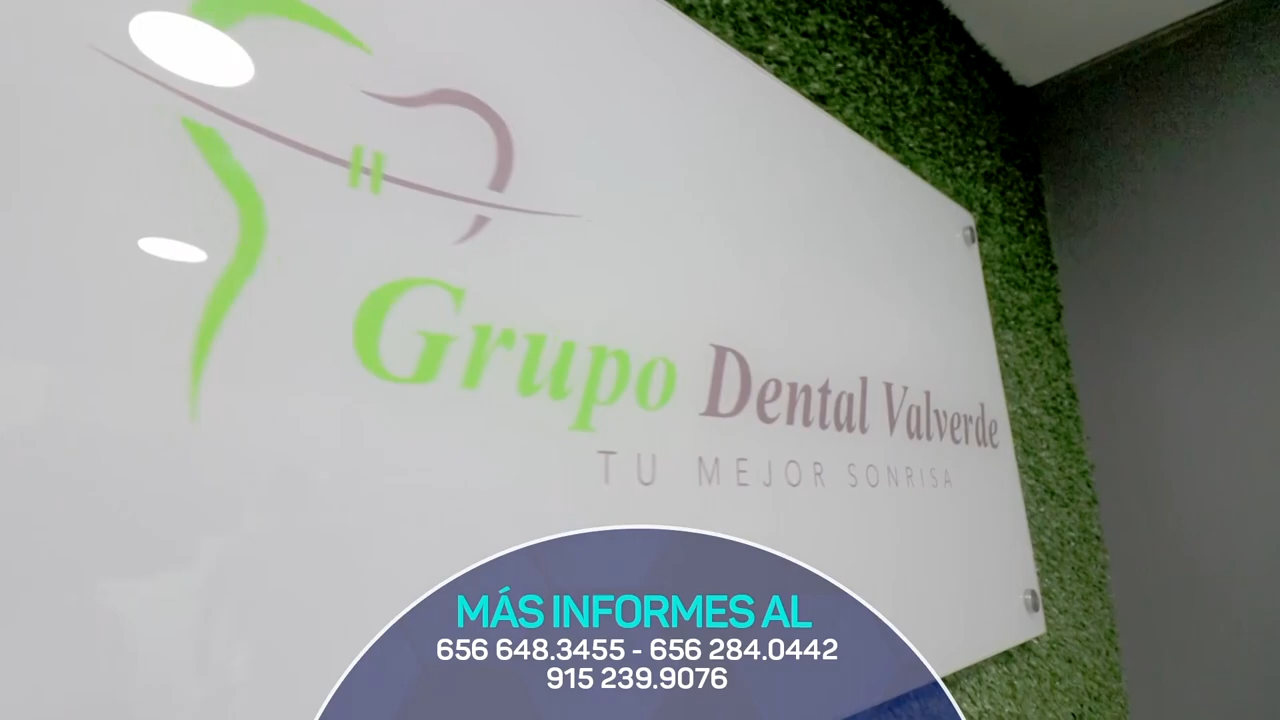 Grupo Dental Valverde
TU MEJOR SONRISA
MÁS INFORMES AL
656 648.3455 - 656 284.0442
915 239.9076